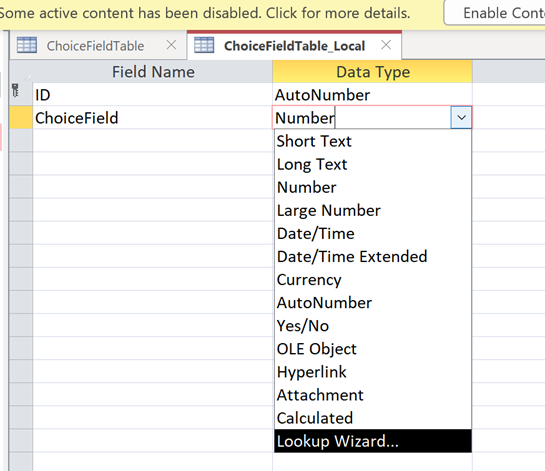 Some active content has been disabled. Click for more details. Enable Cont
ChoiceFieldTable ChoiceFieldTable_Local
Field Name Data Type
ID AutoNumber
ChoiceField Number
Short Text
Long Text
Number
Large Number
Date/Time
Date/Time Extended
Currency
AutoNumber
Yes/No
OLE Object
Hyperlink
Attachment
Calculated
Lookup Wizard...